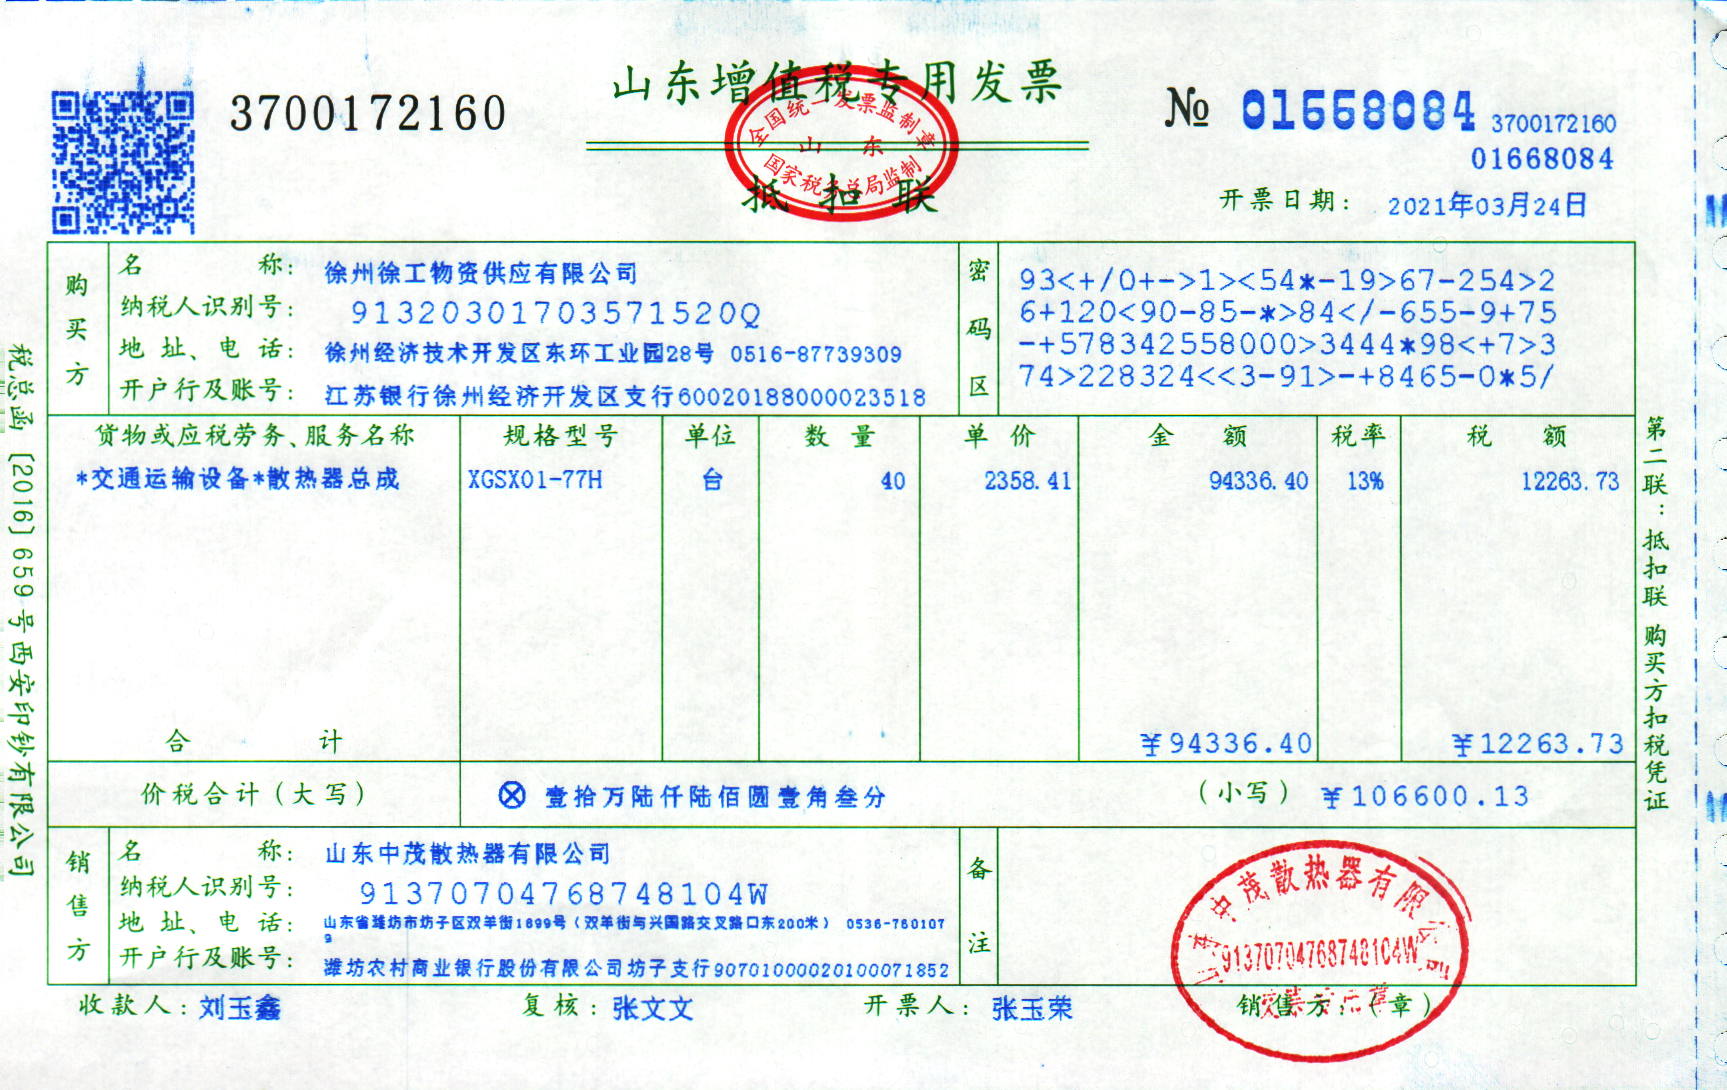 山东增值税专用发票
3700172160
№ 01668084
3700172160
01668084
全国统一发票监制章
山东
国家税务总局监制
抵扣联
开票日期: 2021年03月24日
购买方
名称: 徐州徐工物资供应有限公司
纳税人识别号: 91320301703571520Q
地址、电话: 徐州经济技术开发区东环工业园28号 0516-87739309
开户行及账号: 江苏银行徐州经济开发区支行60020188000023518
密码区
93<+/0+->1><54*-19>67-254>2
6+120<90-85-*>84</-655-9+75
-+578342558000>3444*98<+7>3
74>228324<<3-91>-+8465-0*5/
货物或应税劳务、服务名称 规格型号 单位 数量 单价 金额 税率 税额
*交通运输设备*散热器总成 XGSX01-77H 台 40 2358.41 94336.40 13% 12263.73
合计 ¥94336.40 ¥12263.73
价税合计(大写) ⊗ 壹拾万陆仟陆佰圆壹角叁分 (小写) ¥106600.13
销售方
名称: 山东中茂散热器有限公司
纳税人识别号: 91370704768748104W
地址、电话: 山东省潍坊市坊子区双羊街1899号(双羊街与兴国路交叉路口东200米) 0536-760107
9
开户行及账号: 潍坊农村商业银行股份有限公司坊子支行9070100002010007 1852
备注
收款人: 刘玉鑫 复核: 张文文 开票人: 张玉荣 销售方:(章)
山东中茂散热器有限公司
91370704768748104W
发票专用章
税总函[2016]659号西安印钞有限公司
第二联:抵扣联 购买方扣税凭证